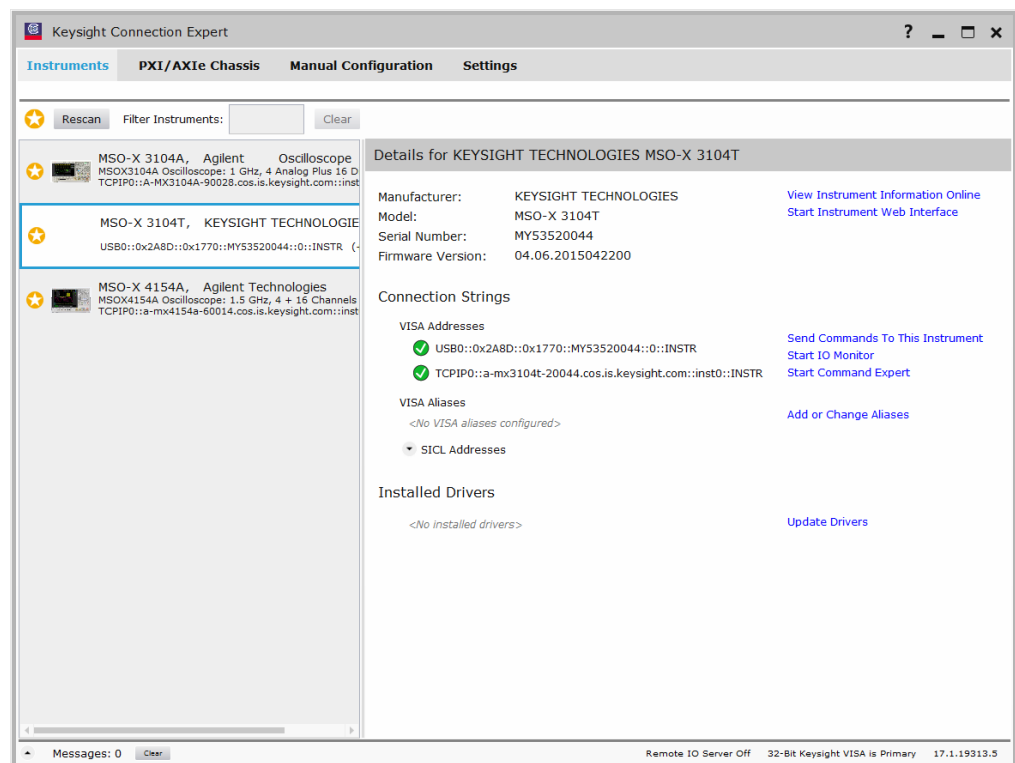 Keysight Connection Expert
?
Instruments PXI/AXIe Chassis Manual Configuration Settings
Rescan Filter Instruments: Clear
MSO-X 3104A, Agilent Oscilloscope
MSOX3104A Oscilloscope: 1 GHz, 4 Analog Plus 16 D
TCPIP0::A-MX3104A-90028.cos.is.keysight.com::inst
MSO-X 3104T, KEYSIGHT TECHNOLOGIE
USB0::0x2A8D::0x1770::MY53520044::0::INSTR (-
MSO-X 4154A, Agilent Technologies
MSOX4154A Oscilloscope: 1.5 GHz, 4 + 16 Channels
TCPIP0::a-mx4154a-60014.cos.is.keysight.com::inst
Details for KEYSIGHT TECHNOLOGIES MSO-X 3104T
Manufacturer: KEYSIGHT TECHNOLOGIES
Model: MSO-X 3104T
Serial Number: MY53520044
Firmware Version: 04.06.2015042200
View Instrument Information Online
Start Instrument Web Interface
Connection Strings
VISA Addresses
USB0::0x2A8D::0x1770::MY53520044::0::INSTR
TCPIP0::a-mx3104t-20044.cos.is.keysight.com::inst0::INSTR
Send Commands To This Instrument
Start IO Monitor
Start Command Expert
VISA Aliases
<No VISA aliases configured>
Add or Change Aliases
SICL Addresses
Installed Drivers
<No installed drivers>
Update Drivers
Messages: 0 Clear
Remote IO Server Off 32-Bit Keysight VISA is Primary 17.1.19313.5